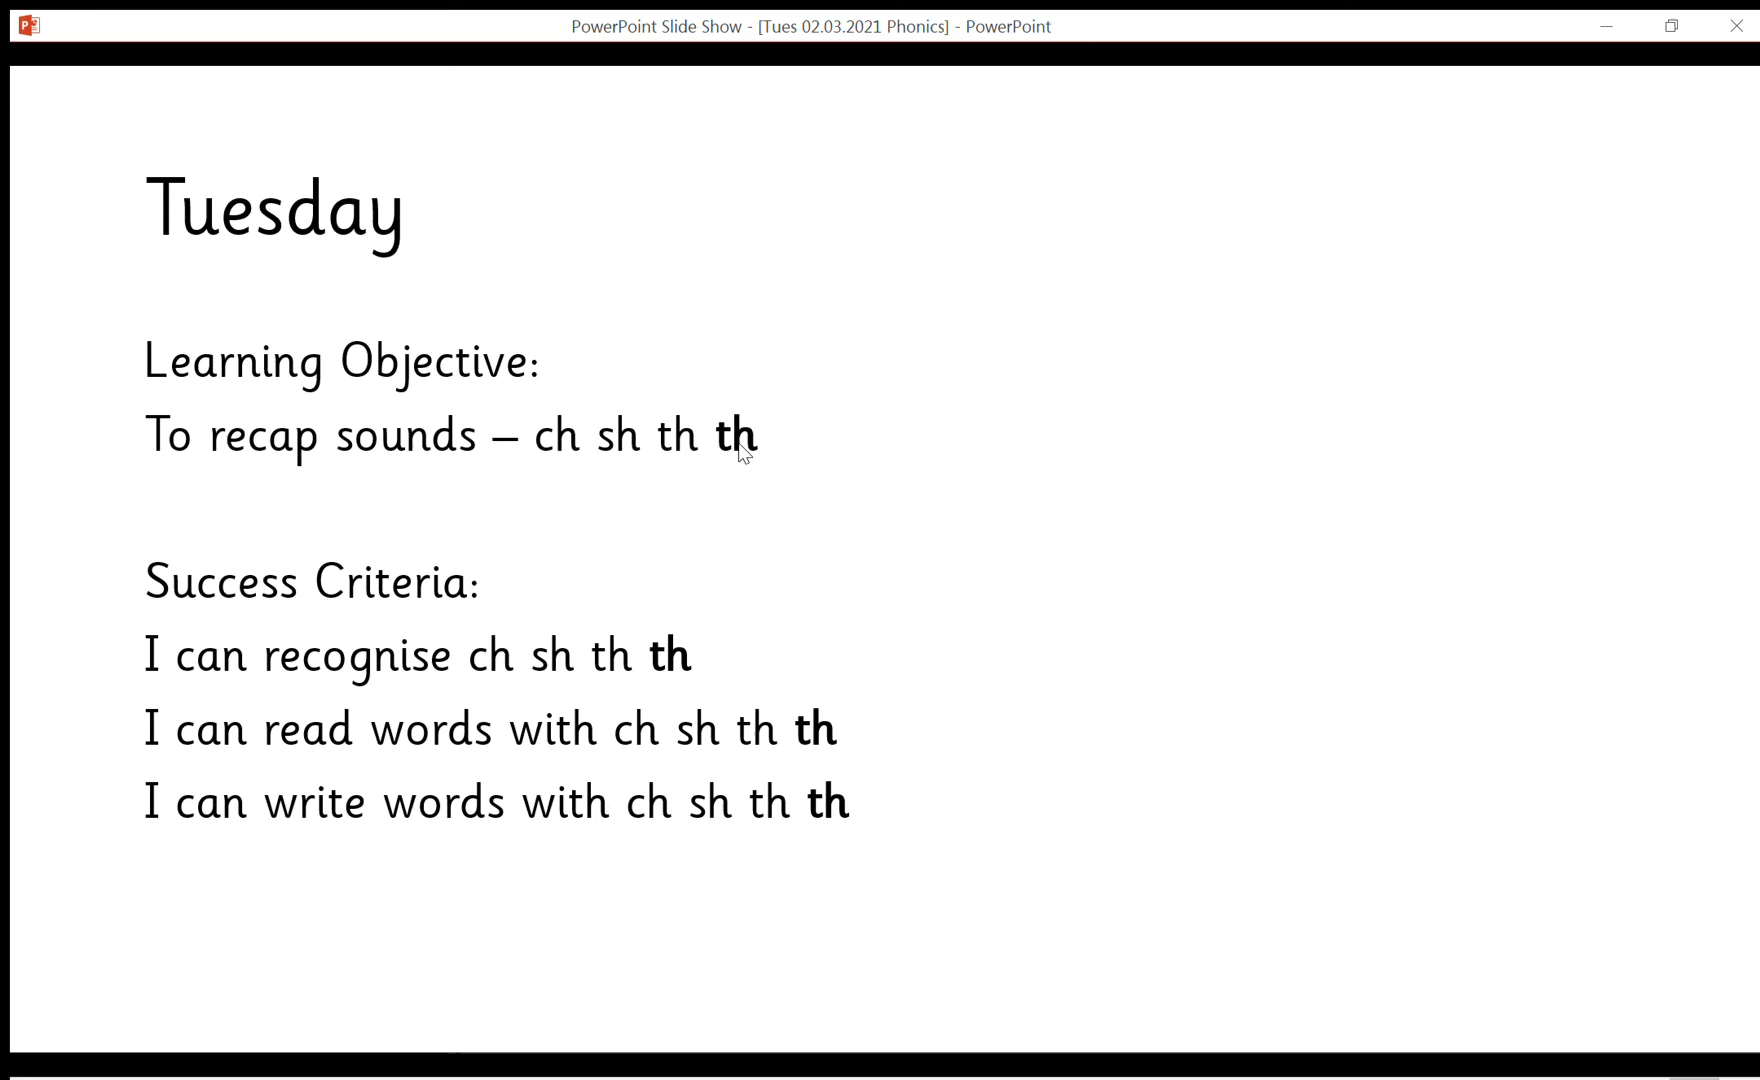 PowerPoint Slide Show - [Tues 02.03.2021 Phonics] - PowerPoint
Tuesday
Learning Objective:
To recap sounds – ch sh th th
Success Criteria:
I can recognise ch sh th th
I can read words with ch sh th th
I can write words with ch sh th th